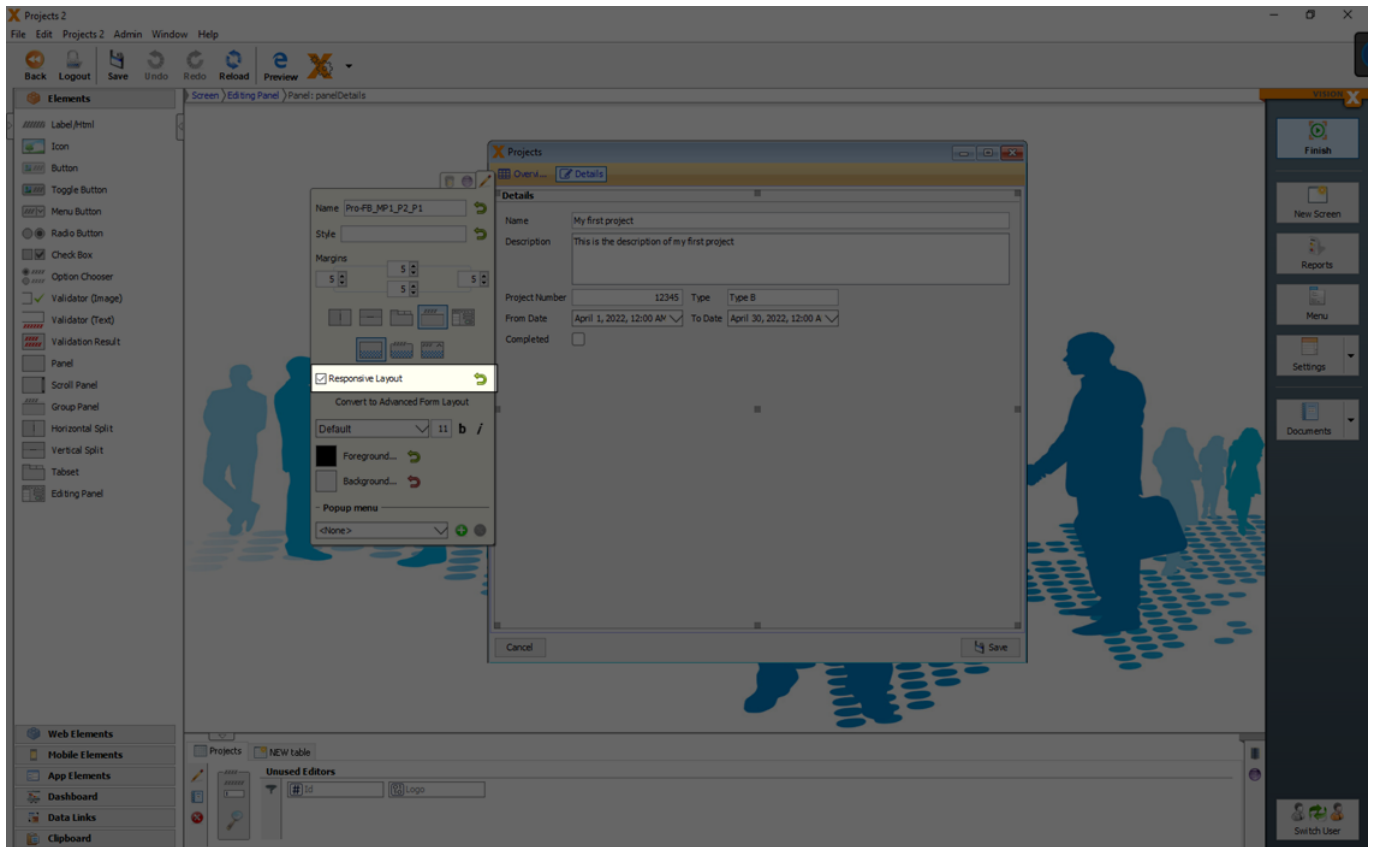 Projects 2
File Edit Projects 2 Admin Window Help
Back Logout Save Undo Redo Reload Preview
Elements
Screen Editing Panel Panel: panelDetails
VISION X
Label/Html
Icon
Button
Toggle Button
Menu Button
Radio Button
Check Box
Option Chooser
Validator (Image)
Validator (Text)
Validation Result
Panel
Scroll Panel
Group Panel
Horizontal Split
Vertical Split
Tabset
Editing Panel
Web Elements
Mobile Elements
App Elements
Dashboard
Data Links
Clipboard
Name Pro-FB_MP1_P2_P1
Style
Margins
5
5 5
5
Responsive Layout
Convert to Advanced Form Layout
Default 11 b i
Foreground...
Background...
Popup menu
<None>
Projects
Overvi... Details
Details
Name My first project
Description This is the description of my first project
Project Number 12345 Type Type B
From Date April 1, 2022, 12:00 AM To Date April 30, 2022, 12:00 A
Completed
Cancel Save
Projects NEW table
Unused Editors
# Id Logo
Finish
New Screen
Reports
Menu
Settings
Documents
Switch User